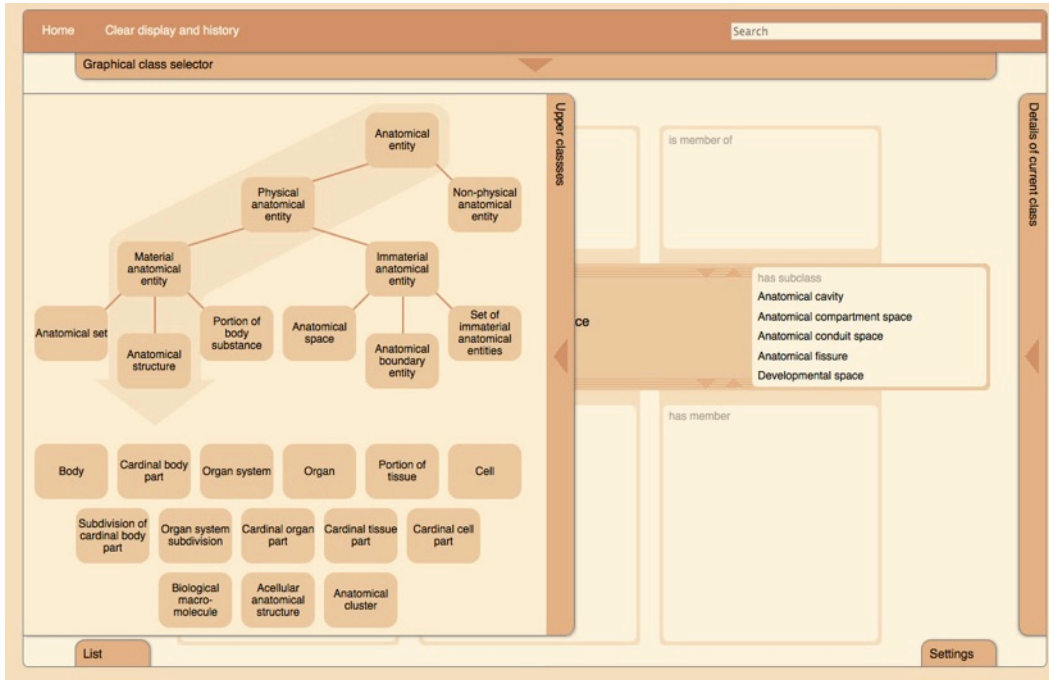 Home Clear display and history Search
Graphical class selector
Upper classses
Details of current class
Anatomical
entity
Physical
anatomical
entity
Non-physical
anatomical
entity
Material
anatomical
entity
Immaterial
anatomical
entity
Anatomical set
Anatomical
structure
Portion of
body
substance
Anatomical
space
Anatomical
boundary
entity
Set of
immaterial
anatomical
entities
Body
Cardinal body
part
Organ system
Organ
Portion of
tissue
Cell
Subdivision of
cardinal body
part
Organ system
subdivision
Cardinal organ
part
Cardinal tissue
part
Cardinal cell
part
Biological
macro-
molecule
Acellular
anatomical
structure
Anatomical
cluster
is member of
ce
has subclass
Anatomical cavity
Anatomical compartment space
Anatomical conduit space
Anatomical fissure
Developmental space
has member
List
Settings